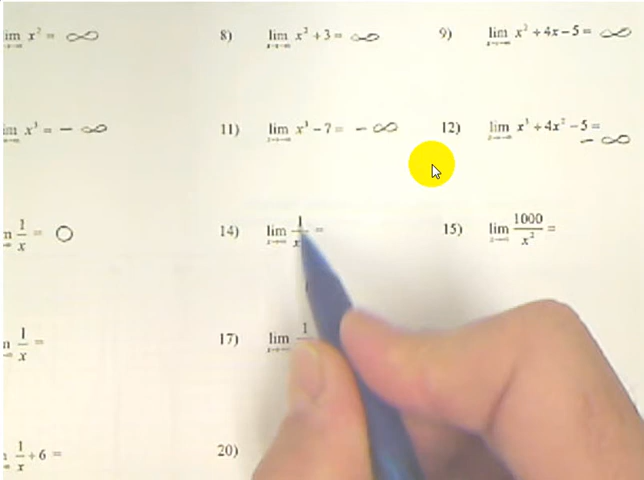 lim x² = ∞ 8) lim x² + 3 = ∞ 9) lim x² + 4x − 5 = ∞
lim x³ = − ∞ 11) lim x³ − 7 = − ∞ 12) lim x³ + 4x² − 5 = − ∞
1/x = 0 14) lim 1/x = 15) lim 1000/x² =
1/x = 17) lim 1
1/x + 6 = 20)